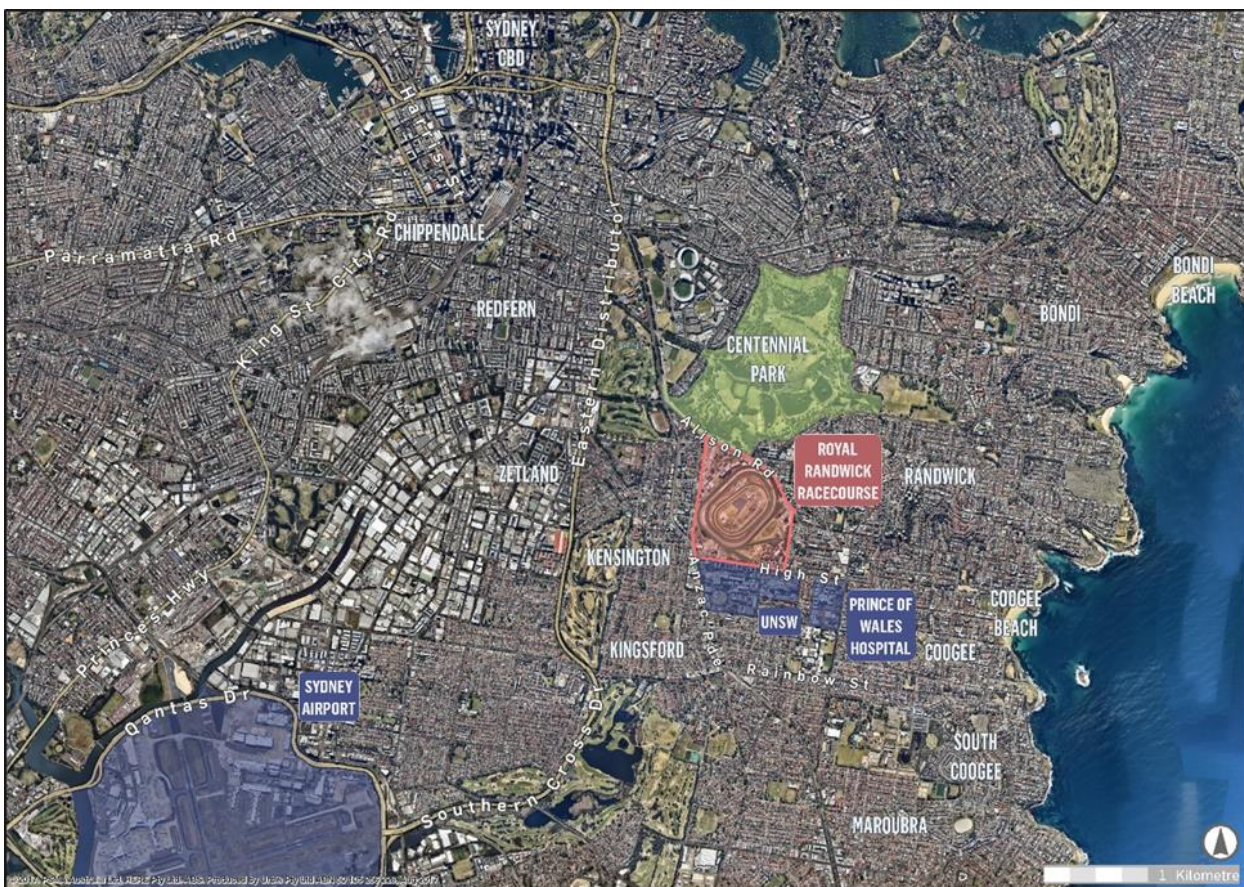 SYDNEY
CBD
Harris St
Parramatta Rd
City Rd
CHIPPENDALE
King St
REDFERN
Eastern Distributor
BONDI
BEACH
BONDI
CENTENNIAL
PARK
Alison Rd
ROYAL
RANDWICK
RACECOURSE
RANDWICK
ZETLAND
KENSINGTON
High St
Anzac Pde
UNSW
PRINCE OF
WALES
HOSPITAL
COOGEE
BEACH
COOGEE
KINGSFORD
Rainbow St
Princes Hwy
Qantas Dr
SYDNEY
AIRPORT
Southern Cross Dr
SOUTH
COOGEE
MAROUBRA
1 Kilometre